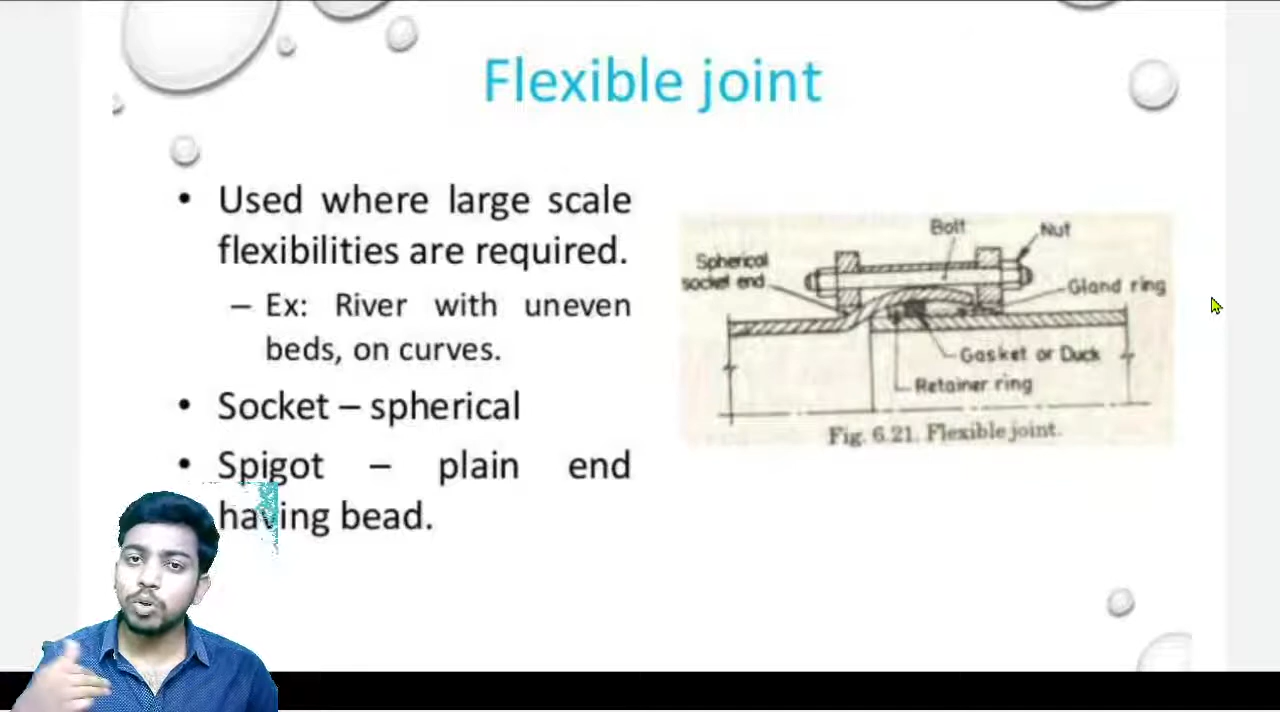 Flexible joint
• Used where large scale
flexibilities are required.
– Ex: River with uneven
beds, on curves.
• Socket – spherical
• Spigot – plain end
having bead.
Bolt
Nut
Spherical
socket end
Gland ring
Gasket or Duck
Retainer ring
Fig. 6.21. Flexible joint.